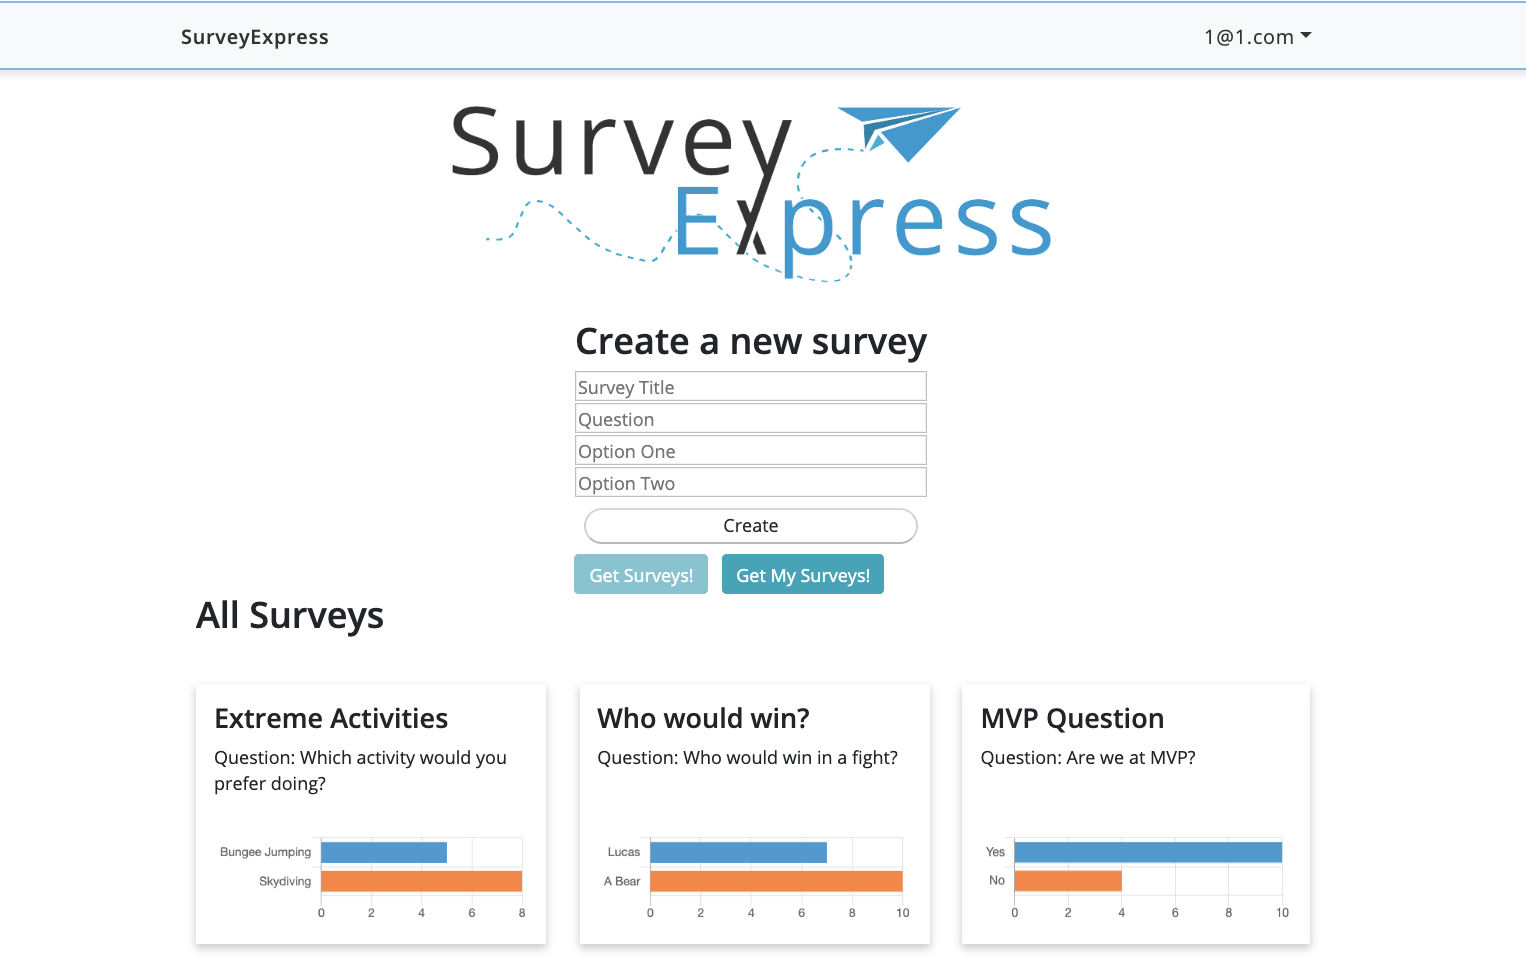 SurveyExpress
1@1.com
Survey
Express
Create a new survey
Survey Title
Question
Option One
Option Two
Create
Get Surveys! Get My Surveys!
All Surveys
Extreme Activities
Question: Which activity would you
prefer doing?
Bungee Jumping
Skydiving
0 2 4 6 8
Who would win?
Question: Who would win in a fight?
Lucas
A Bear
0 2 4 6 8 10
MVP Question
Question: Are we at MVP?
Yes
No
0 2 4 6 8 10